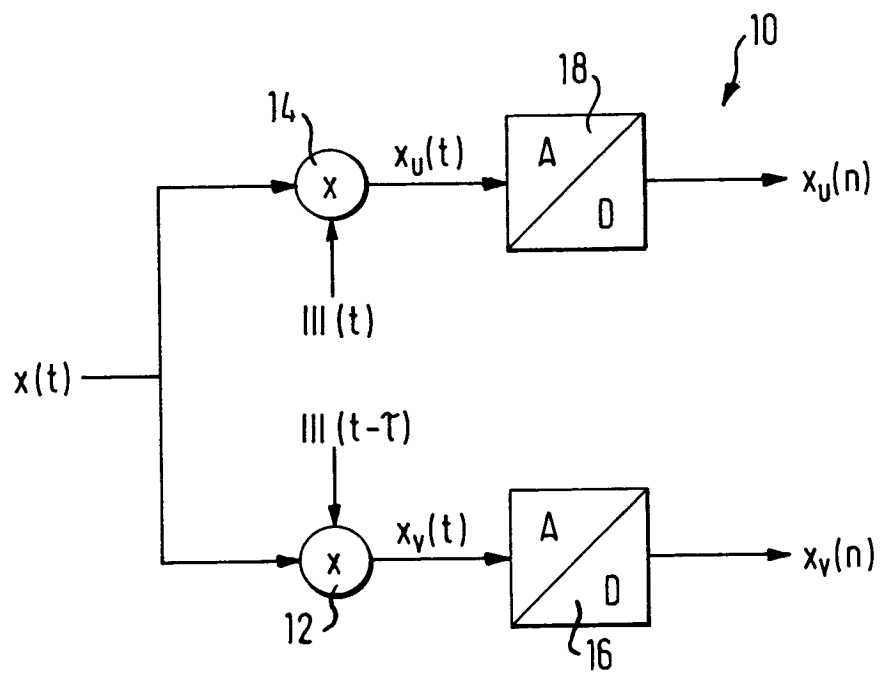 10
18
14
x_u(t)
A
x
D
x_u(n)
III(t)
x(t)
III(t-τ)
x_v(t)
A
x
D
x_v(n)
12
16